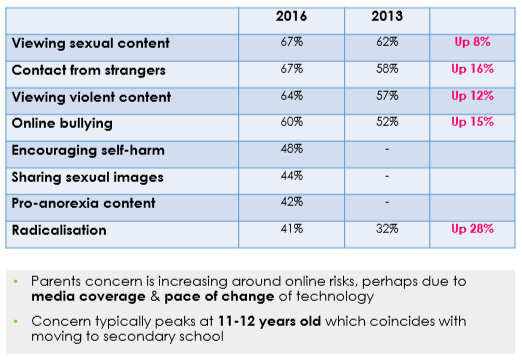 2016 2013
Viewing sexual content 67% 62% Up 8%
Contact from strangers 67% 58% Up 16%
Viewing violent content 64% 57% Up 12%
Online bullying 60% 52% Up 15%
Encouraging self-harm 48% -
Sharing sexual images 44% -
Pro-anorexia content 42% -
Radicalisation 41% 32% Up 28%
• Parents concern is increasing around online risks, perhaps due to
media coverage & pace of change of technology
• Concern typically peaks at 11-12 years old which coincides with
moving to secondary school